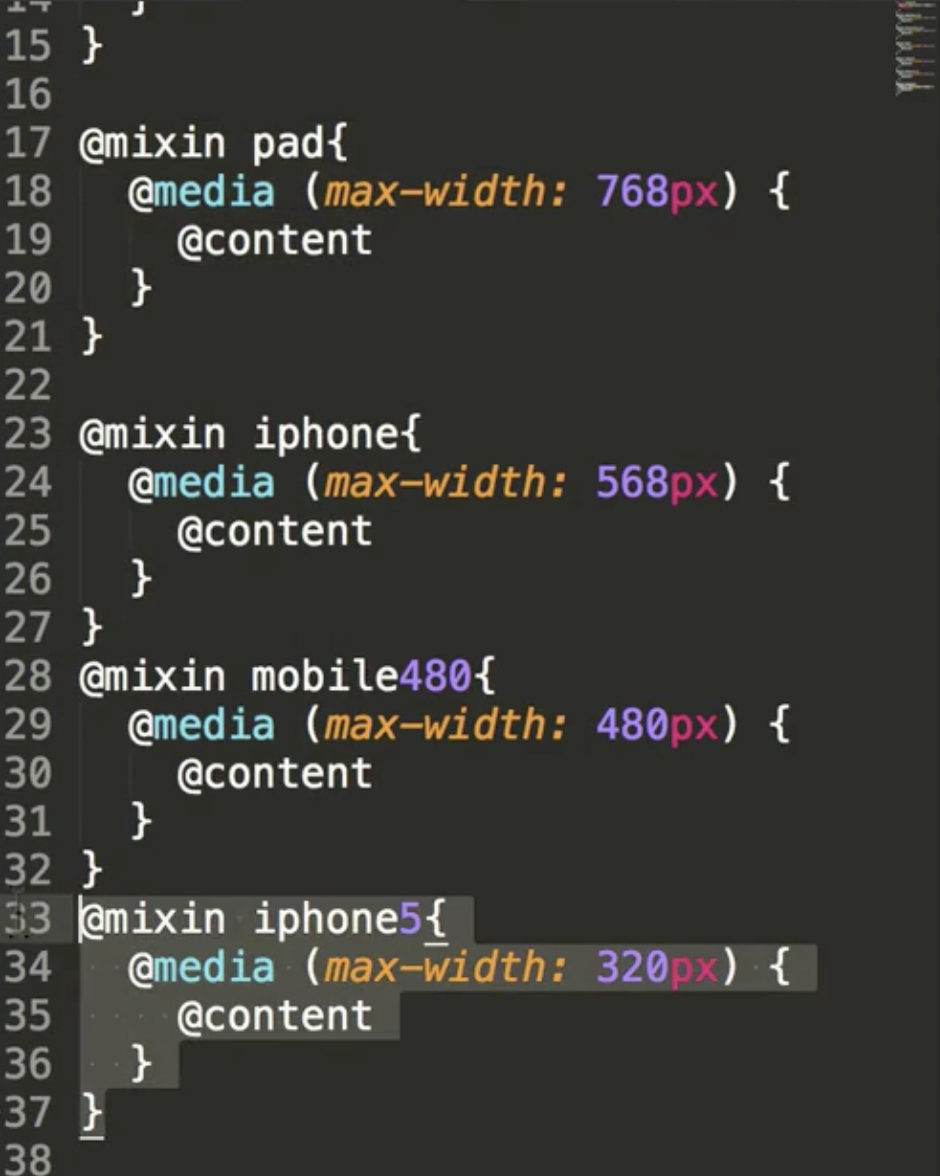 14   }
15 }
16
17 @mixin pad{
18   @media (max-width: 768px) {
19     @content
20   }
21 }
22
23 @mixin iphone{
24   @media (max-width: 568px) {
25     @content
26   }
27 }
28 @mixin mobile480{
29   @media (max-width: 480px) {
30     @content
31   }
32 }
33 @mixin iphone5{
34   @media (max-width: 320px) {
35     @content
36   }
37 }
38